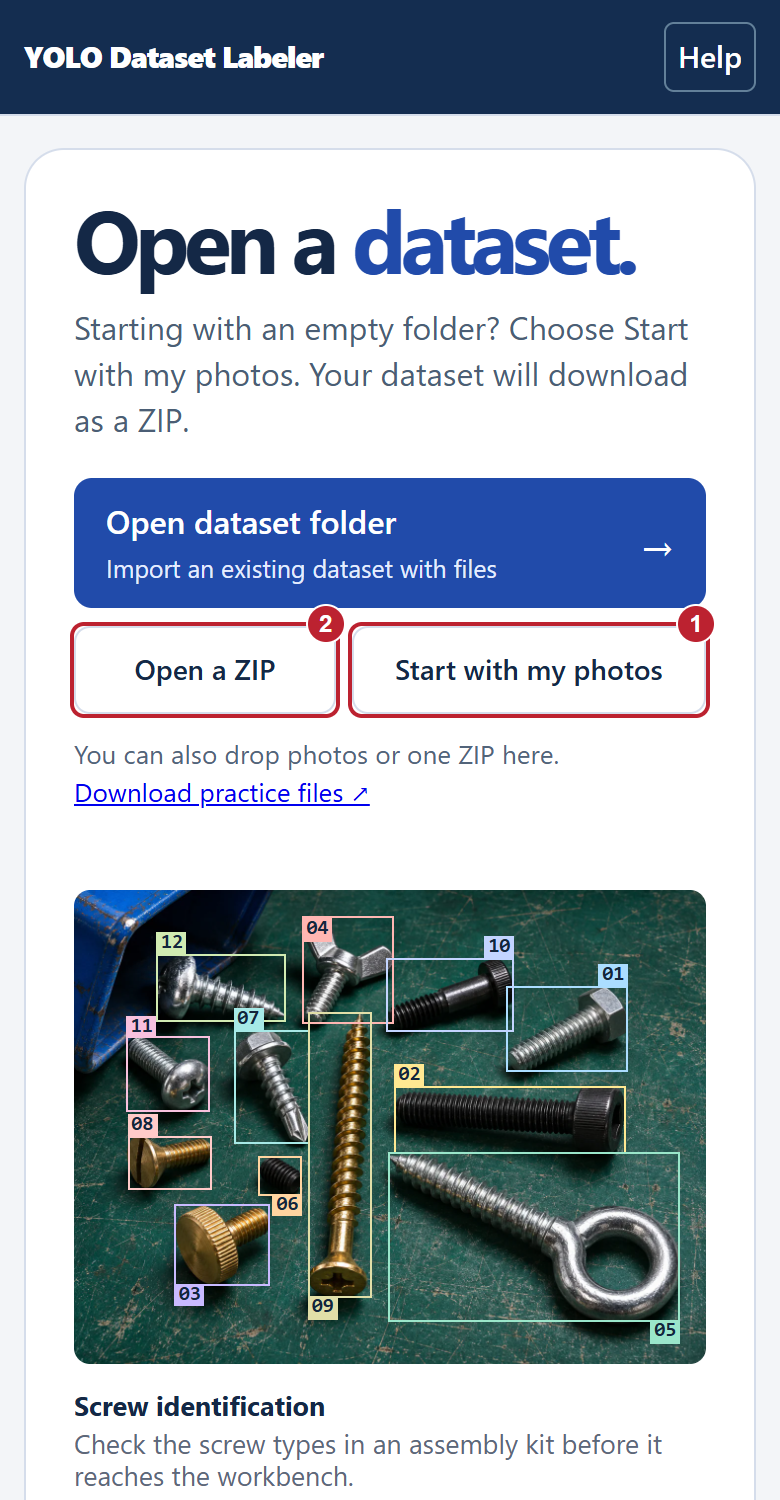 YOLO Dataset Labeler
Help
Open a dataset.
Starting with an empty folder? Choose Start
with my photos. Your dataset will download
as a ZIP.
Open dataset folder
Import an existing dataset with files
→
2
1
Open a ZIP
Start with my photos
You can also drop photos or one ZIP here.
Download practice files ↗
04
12
10
01
07
11
02
08
06
03
09
05
Screw identification
Check the screw types in an assembly kit before it
reaches the workbench.